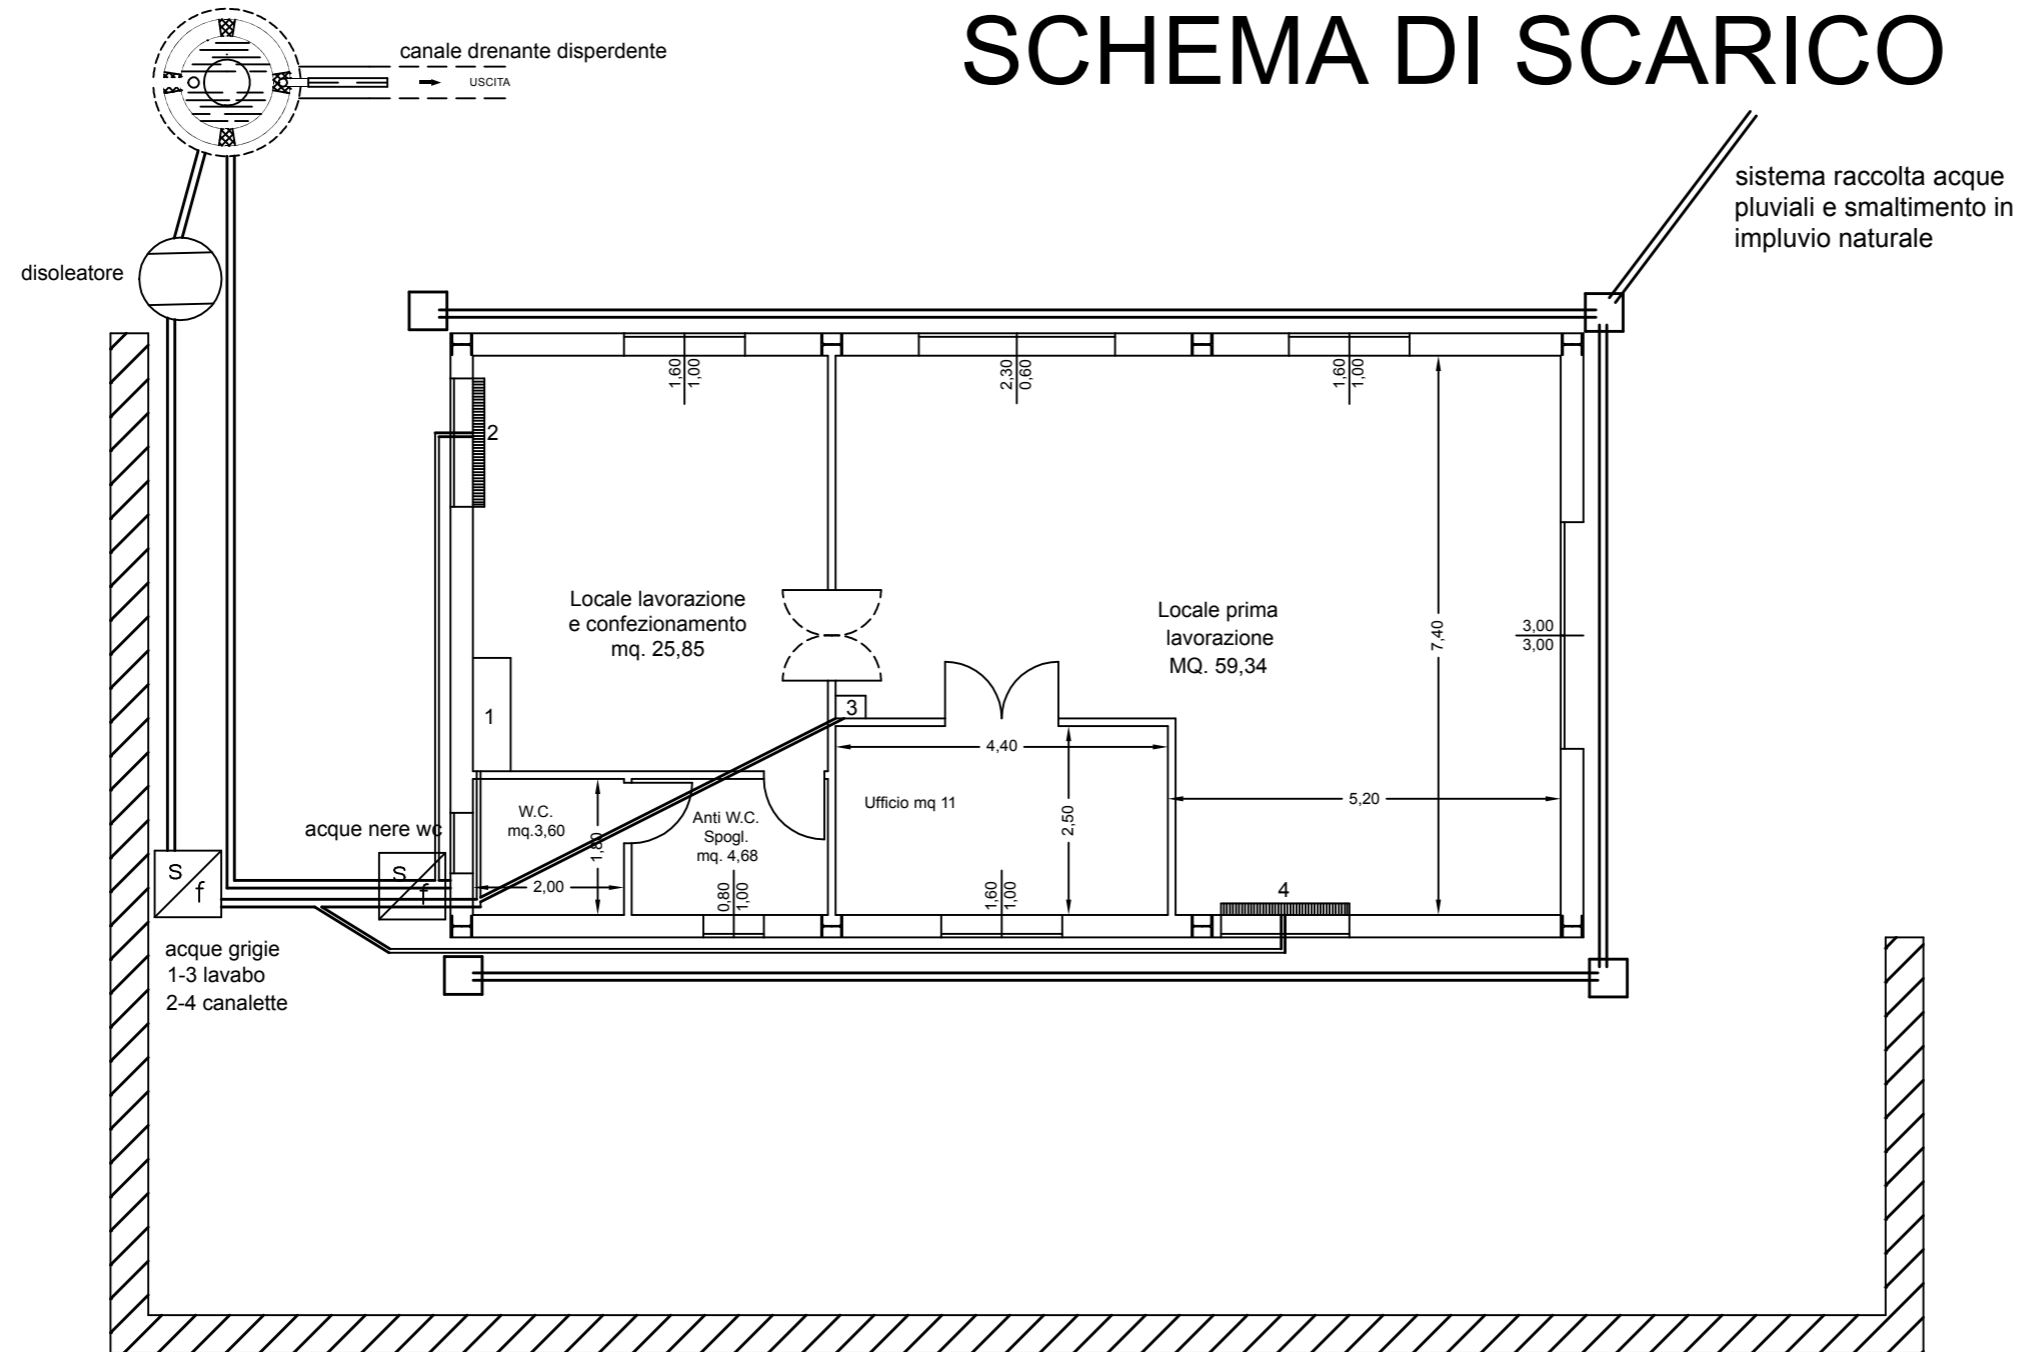 SCHEMA DI SCARICO
canale drenante disperdente
USCITA
sistema raccolta acque
pluviali e smaltimento in
impluvio naturale
disoleatore
1,60
1,00
2,30
0,60
1,60
1,00
2
Locale lavorazione
e confezionamento
mq. 25,85
Locale prima
lavorazione
MQ. 59,34
7,40
3,00
3,00
1
3
4,40
5,20
2,50
Ufficio mq 11
W.C.
mq.3,60
1,80
Anti W.C.
Spogl.
mq. 4,68
acque nere wc
S
f
S
f
2,00
0,80
1,00
1,60
1,00
4
acque grigie
1-3 lavabo
2-4 canalette